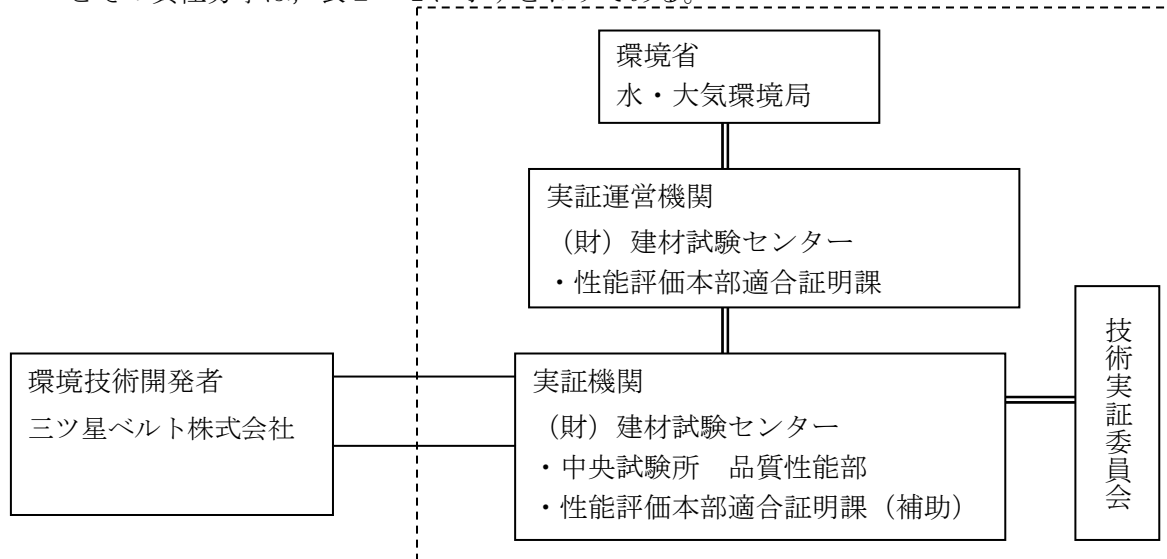 環境省
水・大気環境局
実証運営機関
（財）建材試験センター
・性能評価本部適合証明課
技術実証委員会
環境技術開発者
三ツ星ベルト株式会社
実証機関
（財）建材試験センター
・中央試験所　品質性能部
・性能評価本部適合証明課（補助）